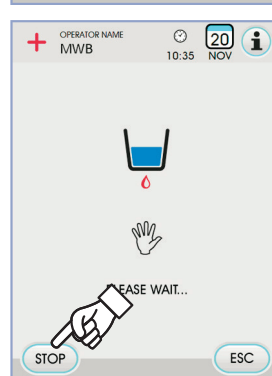 OPERATOR NAME
MWB
10:35
20
NOV
i
EASE WAIT...
STOP
ESC